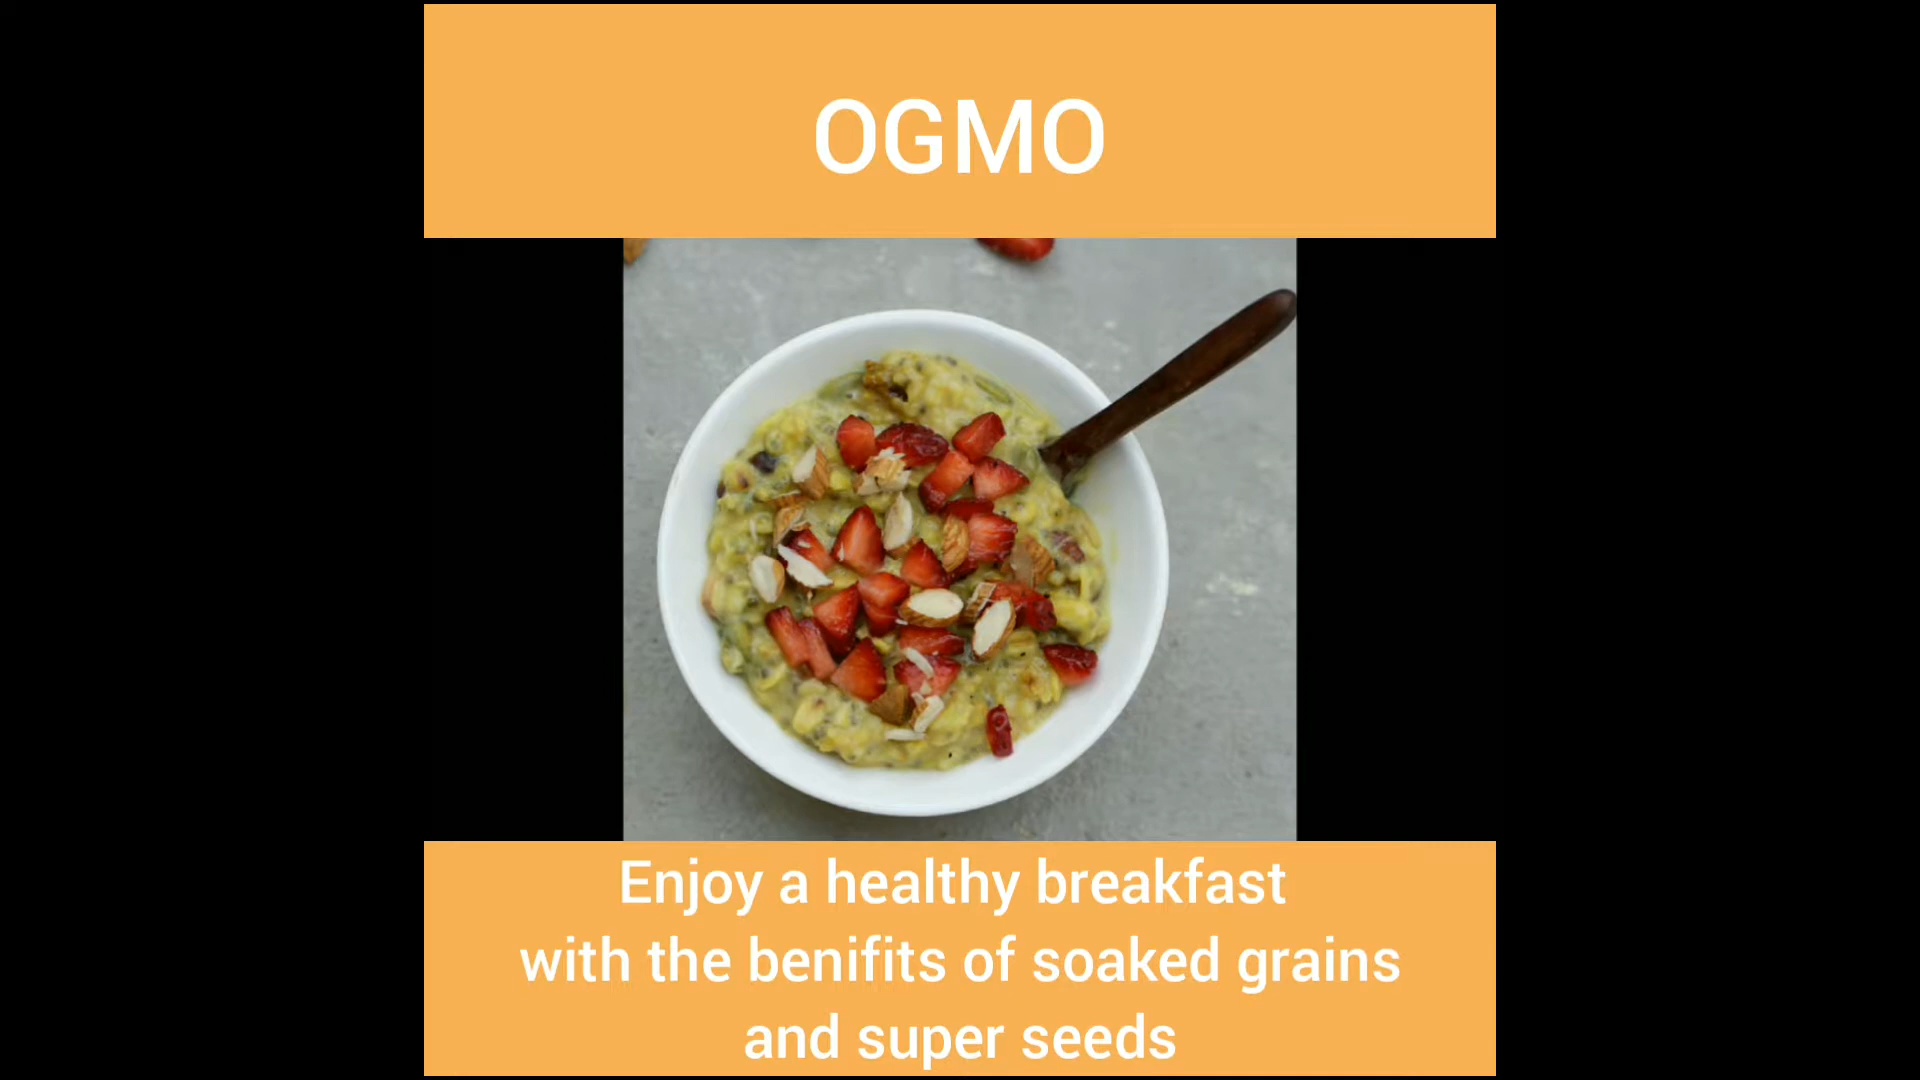 OGMO
Enjoy a healthy breakfast
with the benifits of soaked grains
and super seeds